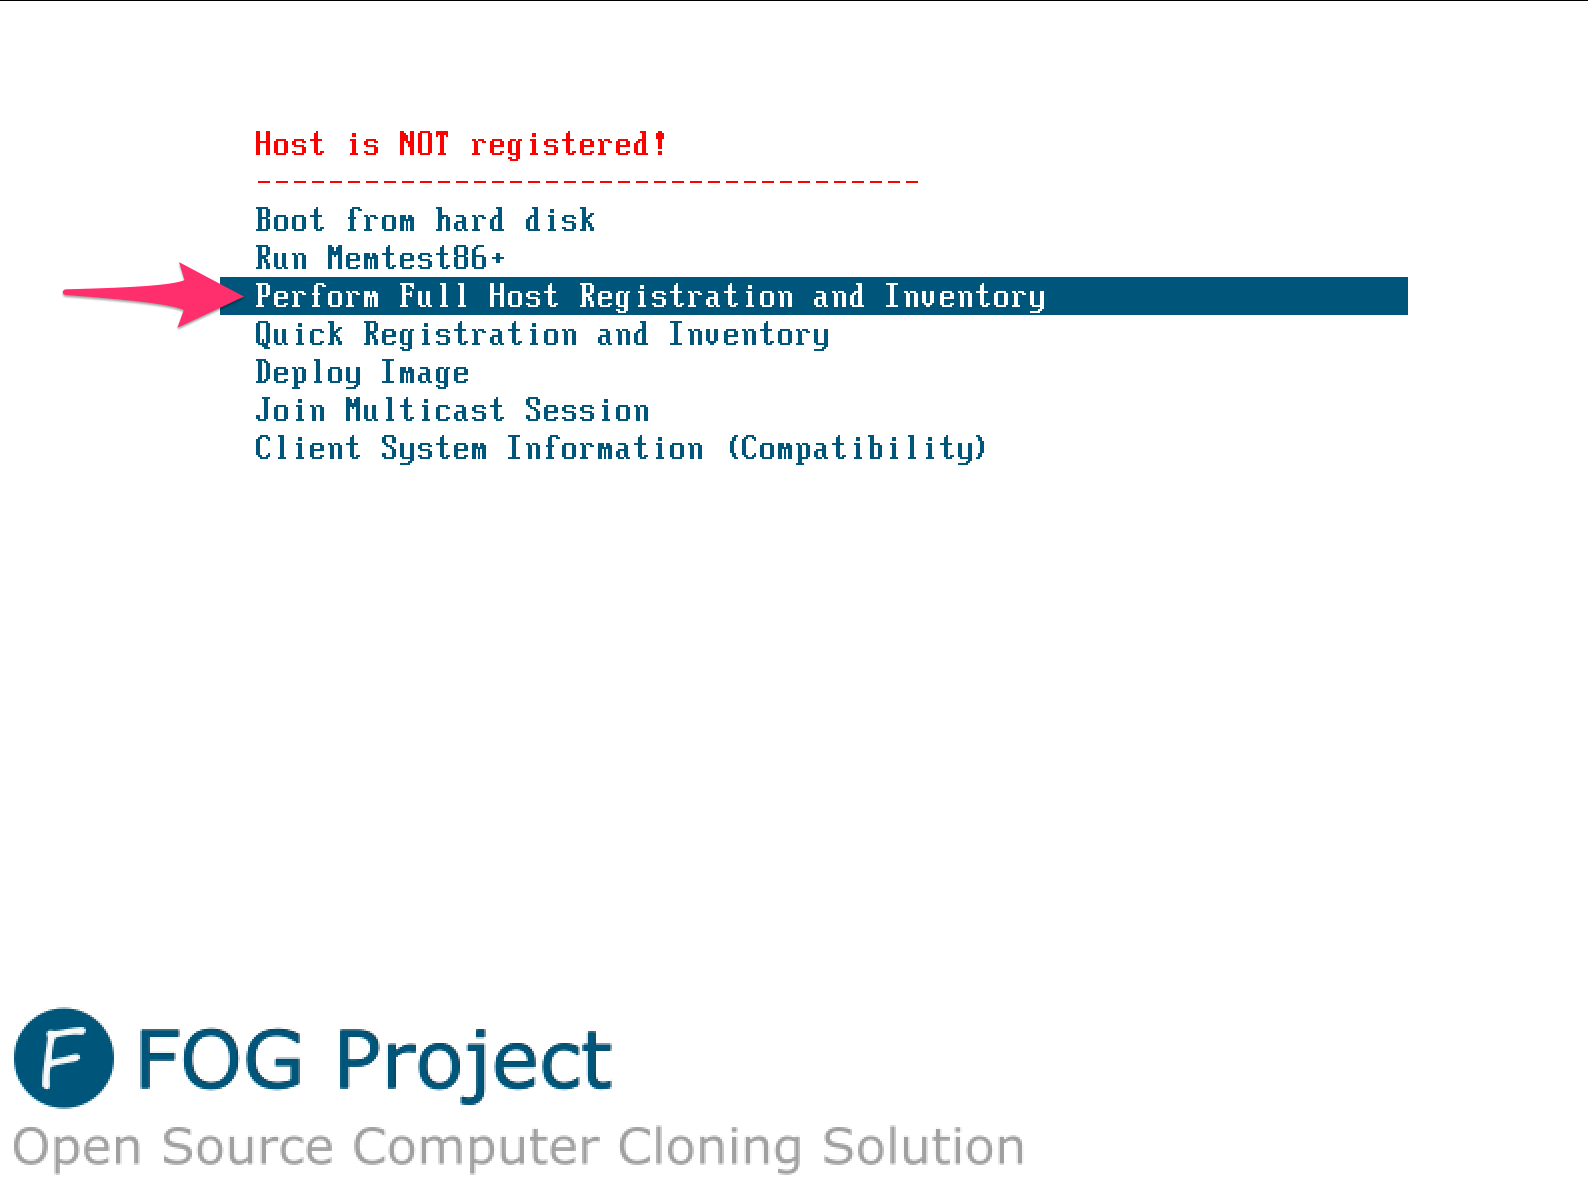 Host is NOT registered!
-------------------------------------
Boot from hard disk
Run Memtest86+
Perform Full Host Registration and Inventory
Quick Registration and Inventory
Deploy Image
Join Multicast Session
Client System Information (Compatibility)
F FOG Project
Open Source Computer Cloning Solution